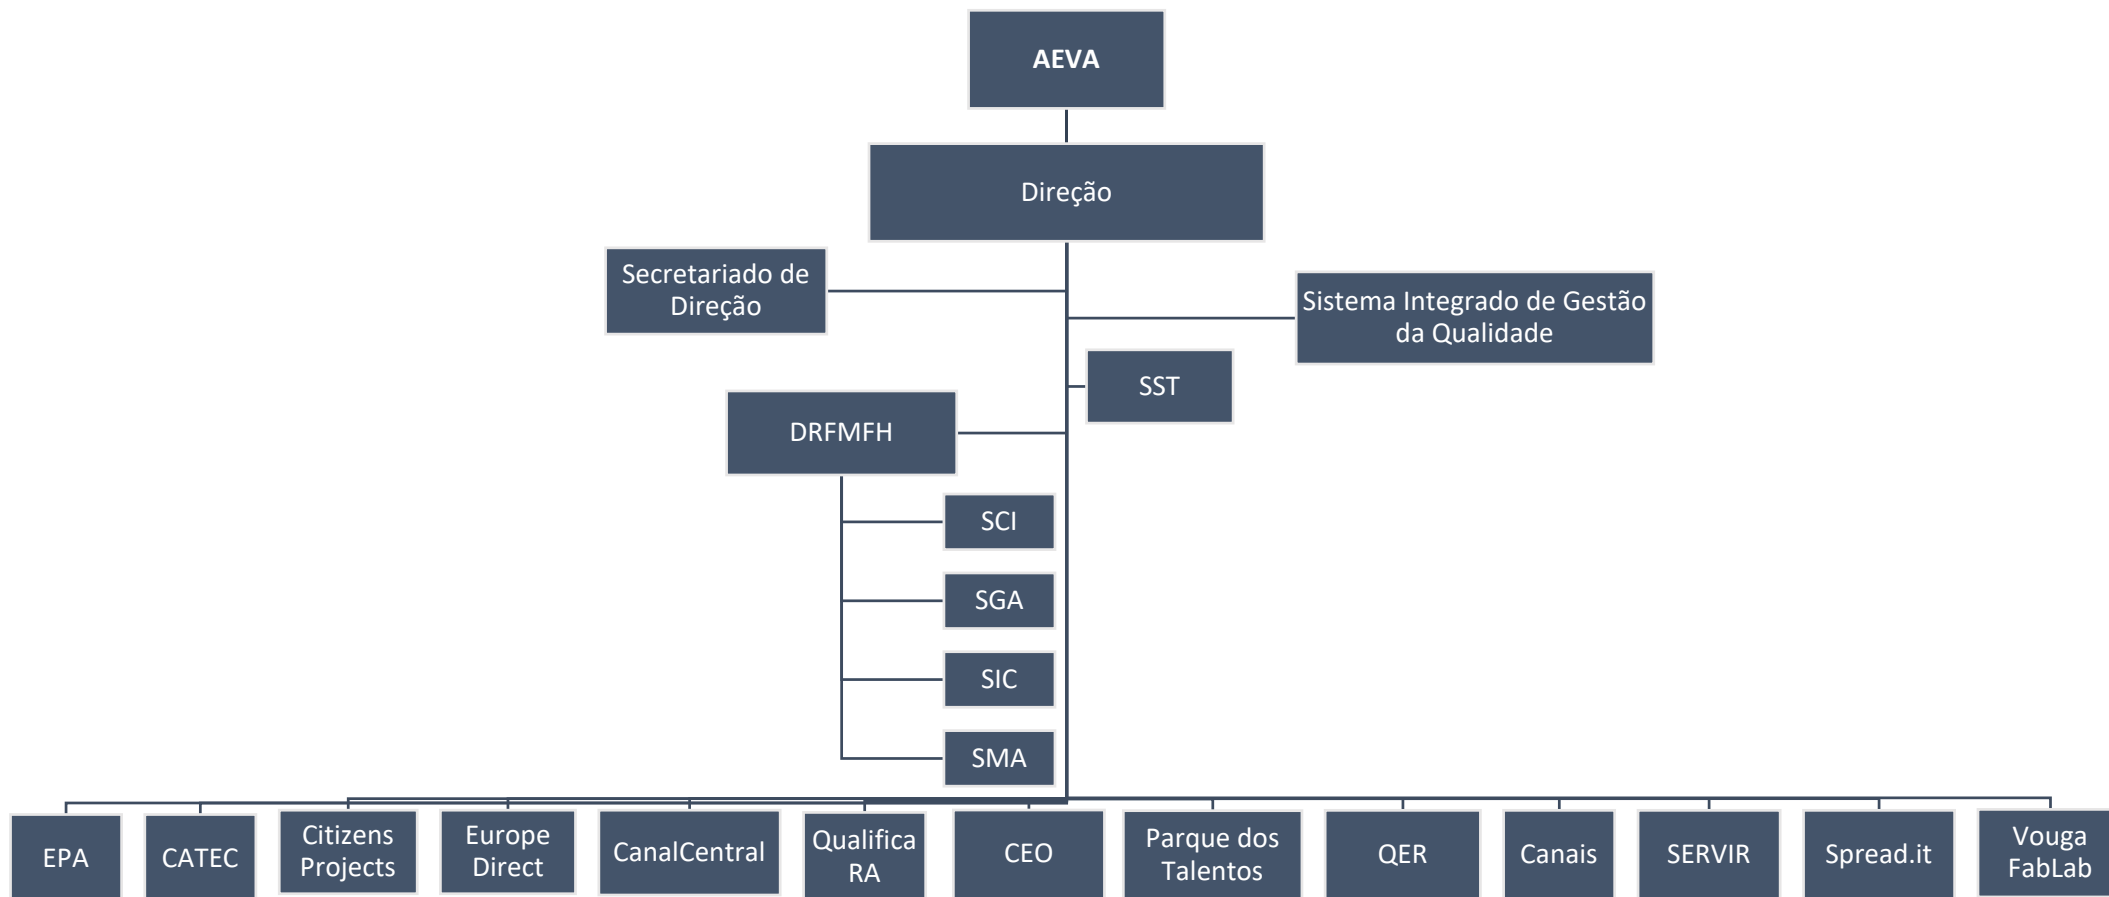 AEVA
Direção
Secretariado de
Direção
Sistema Integrado de Gestão
da Qualidade
SST
DRFMFH
SCI
SGA
SIC
SMA
EPA
CATEC
Citizens
Projects
Europe
Direct
CanalCentral
Qualifica
RA
CEO
Parque dos
Talentos
QER
Canais
SERVIR
Spread.it
Vouga
FabLab